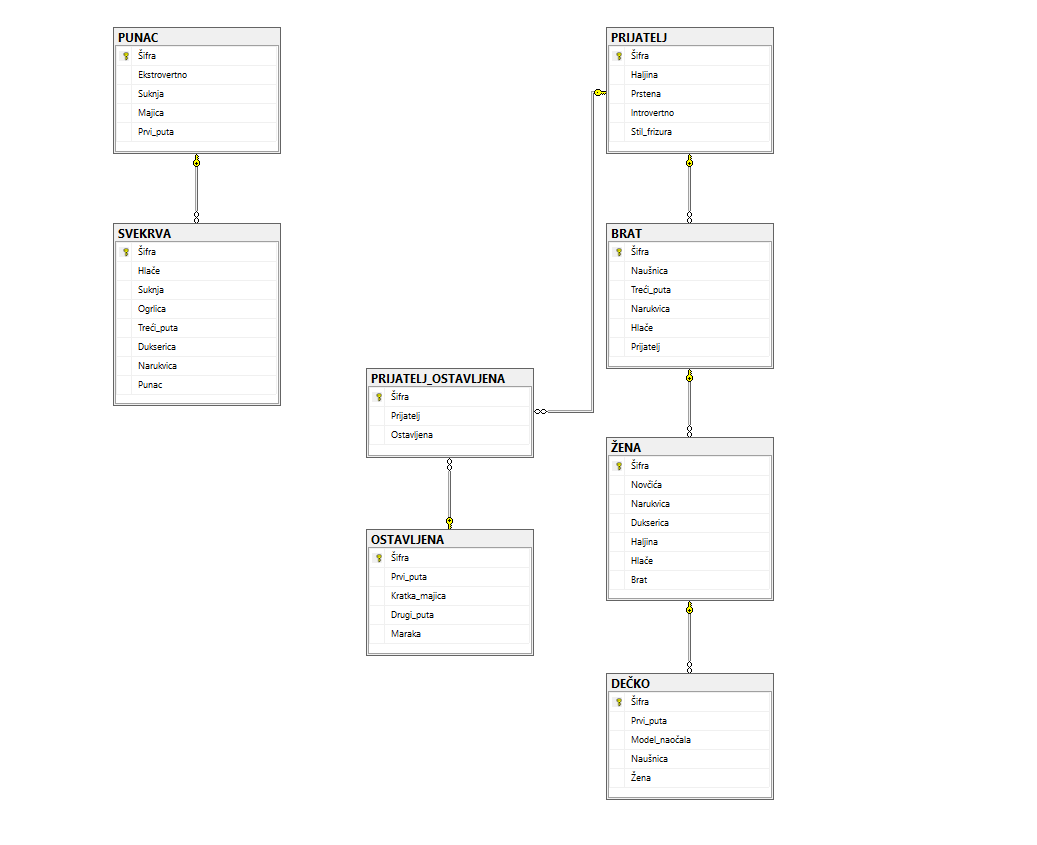 PUNAC
Šifra
Ekstrovertno
Suknja
Majica
Prvi_puta
SVEKRVA
Šifra
Hlače
Suknja
Ogrlica
Treći_puta
Dukserica
Narukvica
Punac
PRIJATELJ_OSTAVLJENA
Šifra
Prijatelj
Ostavljena
OSTAVLJENA
Šifra
Prvi_puta
Kratka_majica
Drugi_puta
Maraka
PRIJATELJ
Šifra
Haljina
Prstena
Introvertno
Stil_frizura
BRAT
Šifra
Naušnica
Treći_puta
Narukvica
Hlače
Prijatelj
ŽENA
Šifra
Novčića
Narukvica
Dukserica
Haljina
Hlače
Brat
DEČKO
Šifra
Prvi_puta
Model_naočala
Naušnica
Žena